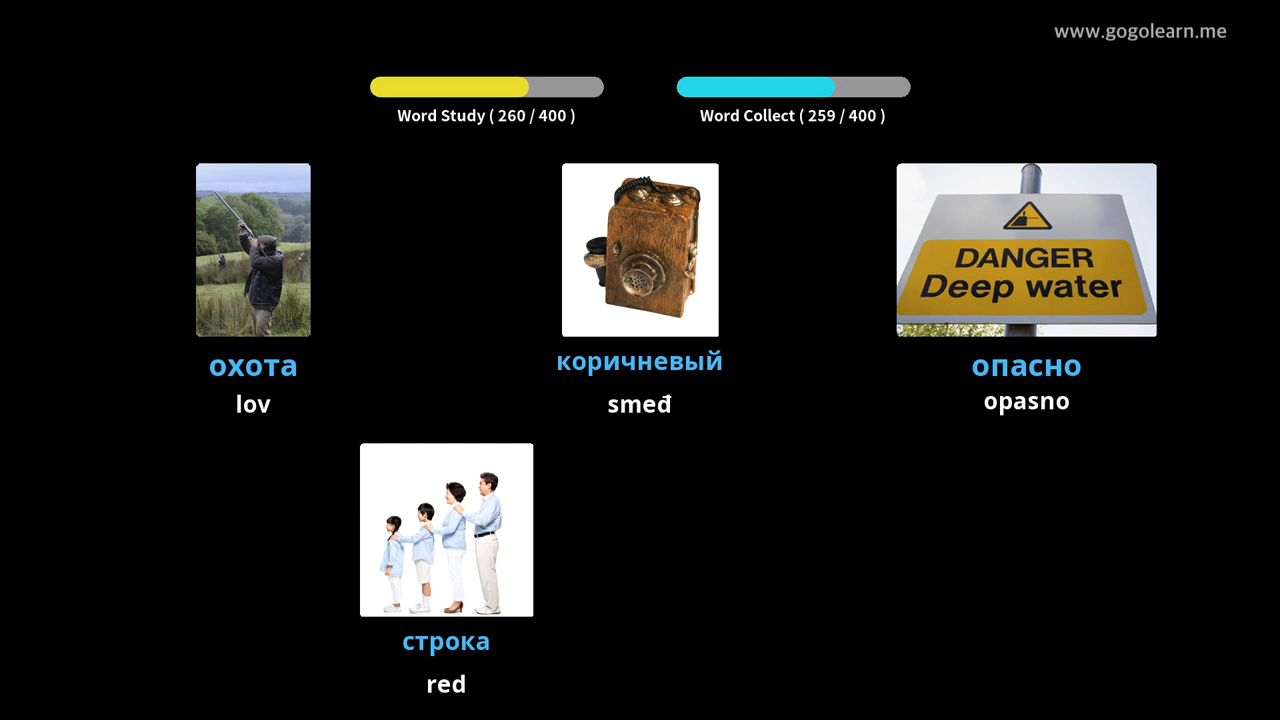 www.gogolearn.me
Word Study ( 260 / 400 )
Word Collect ( 259 / 400 )
DANGER
Deep water
охота
коричневый
опасно
lov
smeđ
opasno
строка
red